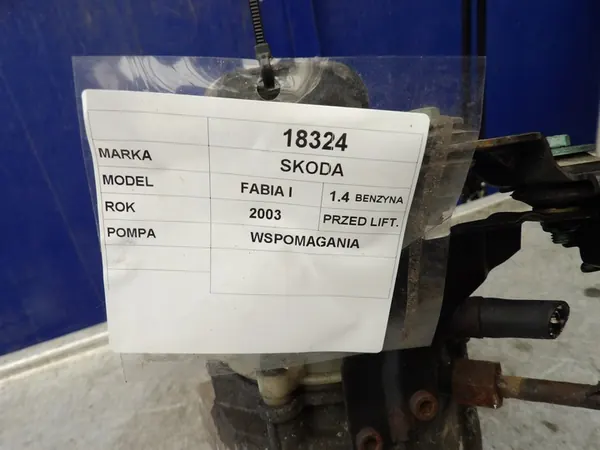 18324
MARKA SKODA
MODEL FABIA I 1.4 BENZYNA
ROK 2003 PRZED LIFT.
POMPA WSPOMAGANIA